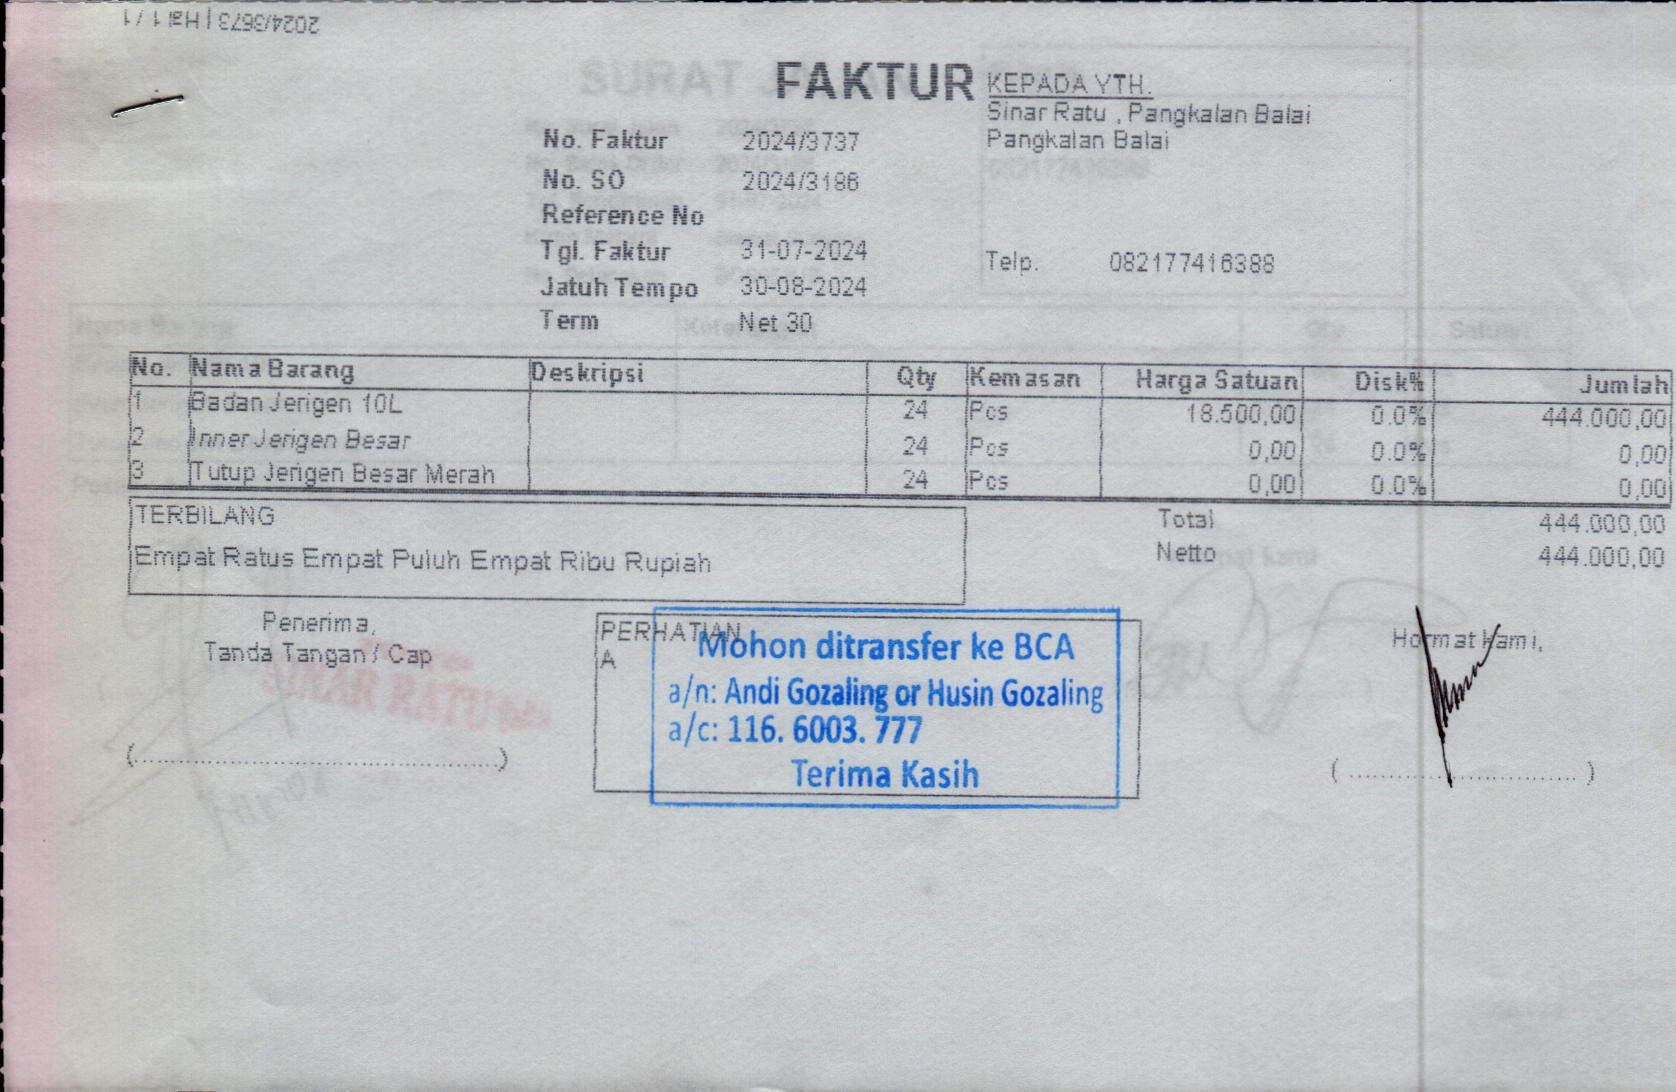 2024/3673 | Hal 1 / 1
FAKTUR
KEPADA YTH.
Sinar Ratu , Pangkalan Balai
Pangkalan Balai
Telp. 082177416388
No. Faktur 2024/3737
No. SO 2024/3186
Reference No
Tgl. Faktur 31-07-2024
Jatuh Tempo 30-08-2024
Term Net 30
No. Nama Barang Deskripsi Qty Kemasan Harga Satuan Disk% Jumlah
1 Badan Jerigen 10L 24 Pcs 18.500,00 0.0% 444.000,00
2 Inner Jerigen Besar 24 Pcs 0,00 0.0% 0,00
3 Tutup Jerigen Besar Merah 24 Pcs 0,00 0.0% 0,00
TERBILANG
Empat Ratus Empat Puluh Empat Ribu Rupiah
Total 444.000,00
Netto 444.000,00
Penerima,
Tanda Tangan / Cap
SINAR RATU
(..................................................)
PERHATIAN
A
Mohon ditransfer ke BCA
a/n: Andi Gozaling or Husin Gozaling
a/c: 116. 6003. 777
Terima Kasih
Hormat Kami,
( ............................... )